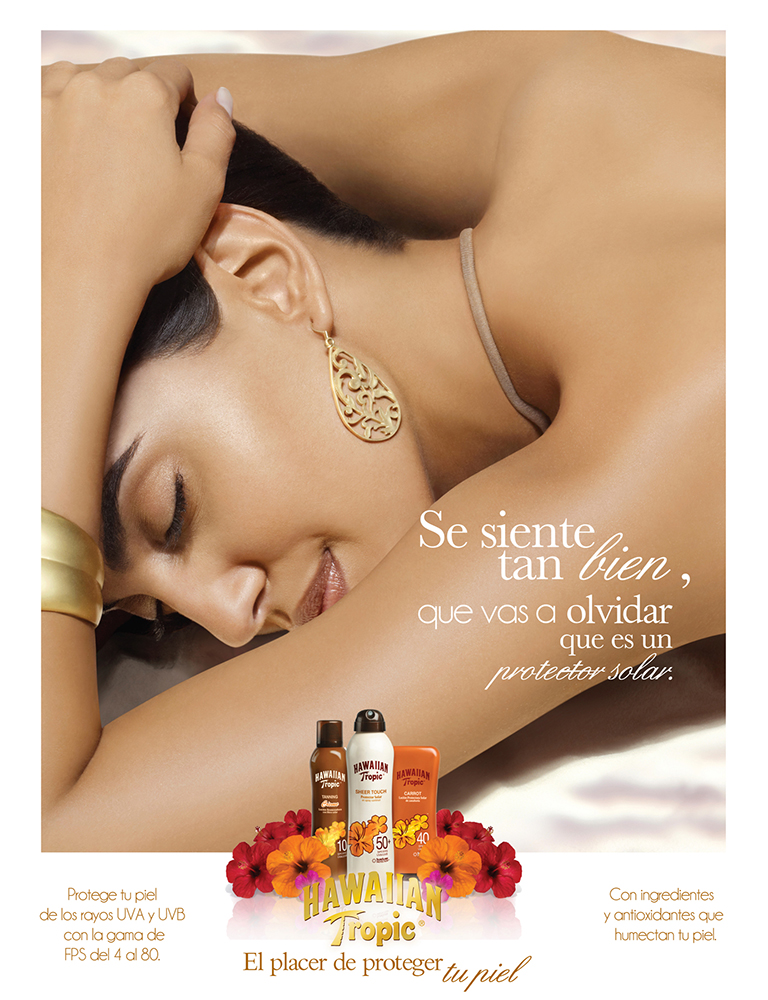 Se siente
tan bien,
que vas a olvidar
que es un
protector solar.
HAWAIIAN
Tropic
TANNING
10
HAWAIIAN
Tropic
SHEER TOUCH
50+
HAWAIIAN
Tropic
CARROT
40
HAWAIIAN
Tropic®
El placer de proteger tu piel
Protege tu piel
de los rayos UVA y UVB
con la gama de
FPS del 4 al 80.
Con ingredientes
y antioxidantes que
humectan tu piel.